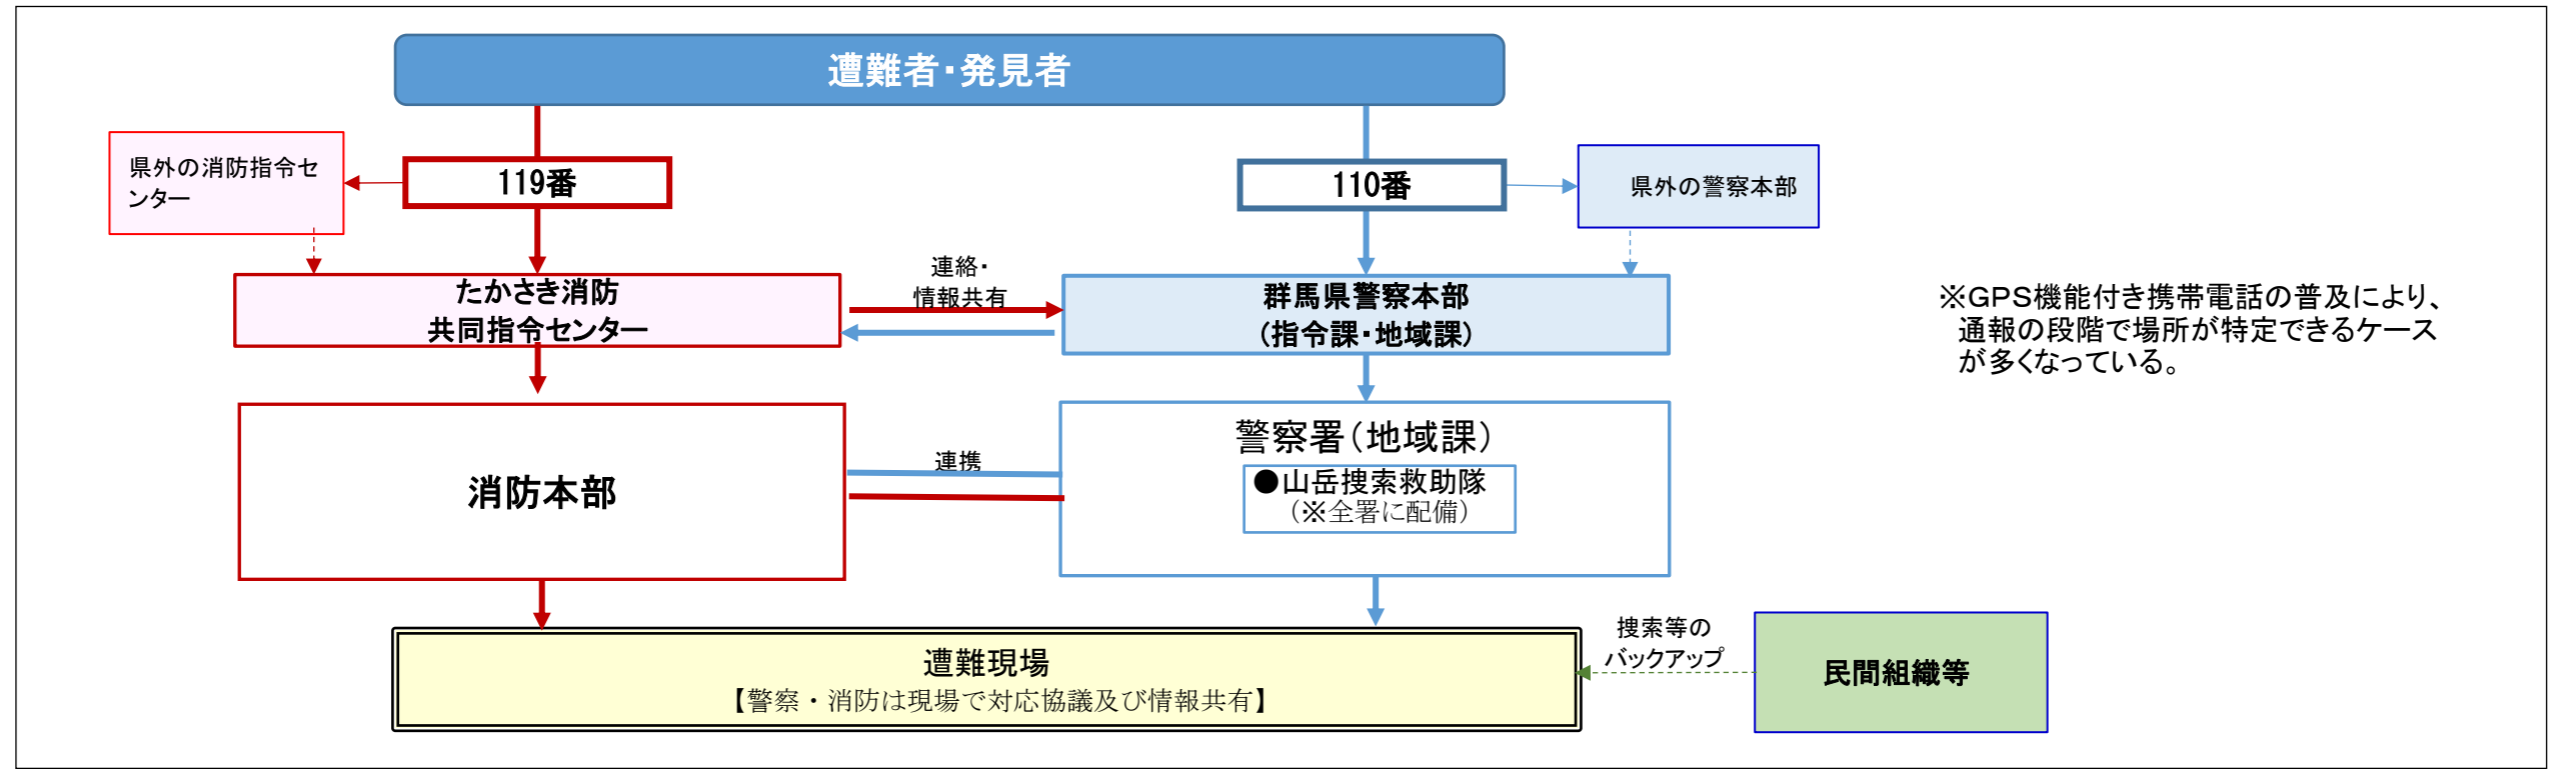 遭難者・発見者
県外の消防指令セ
ンター
119番
110番
県外の警察本部
たかさき消防
共同指令センター
連絡・
情報共有
群馬県警察本部
(指令課・地域課)
※GPS機能付き携帯電話の普及により、
通報の段階で場所が特定できるケース
が多くなっている。
消防本部
連携
警察署(地域課)
●山岳捜索救助隊
(※全署に配備)
遭難現場
【警察・消防は現場で対応協議及び情報共有】
捜索等の
バックアップ
民間組織等